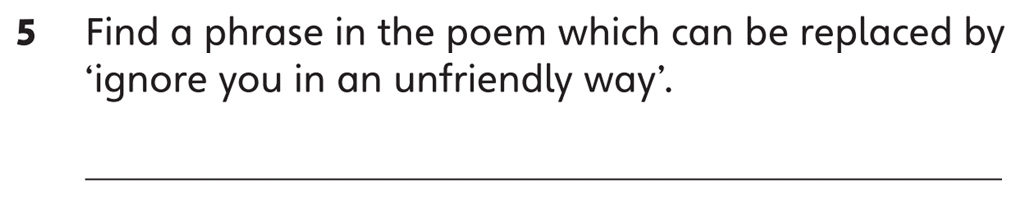 5 Find a phrase in the poem which can be replaced by
‘ignore you in an unfriendly way’.